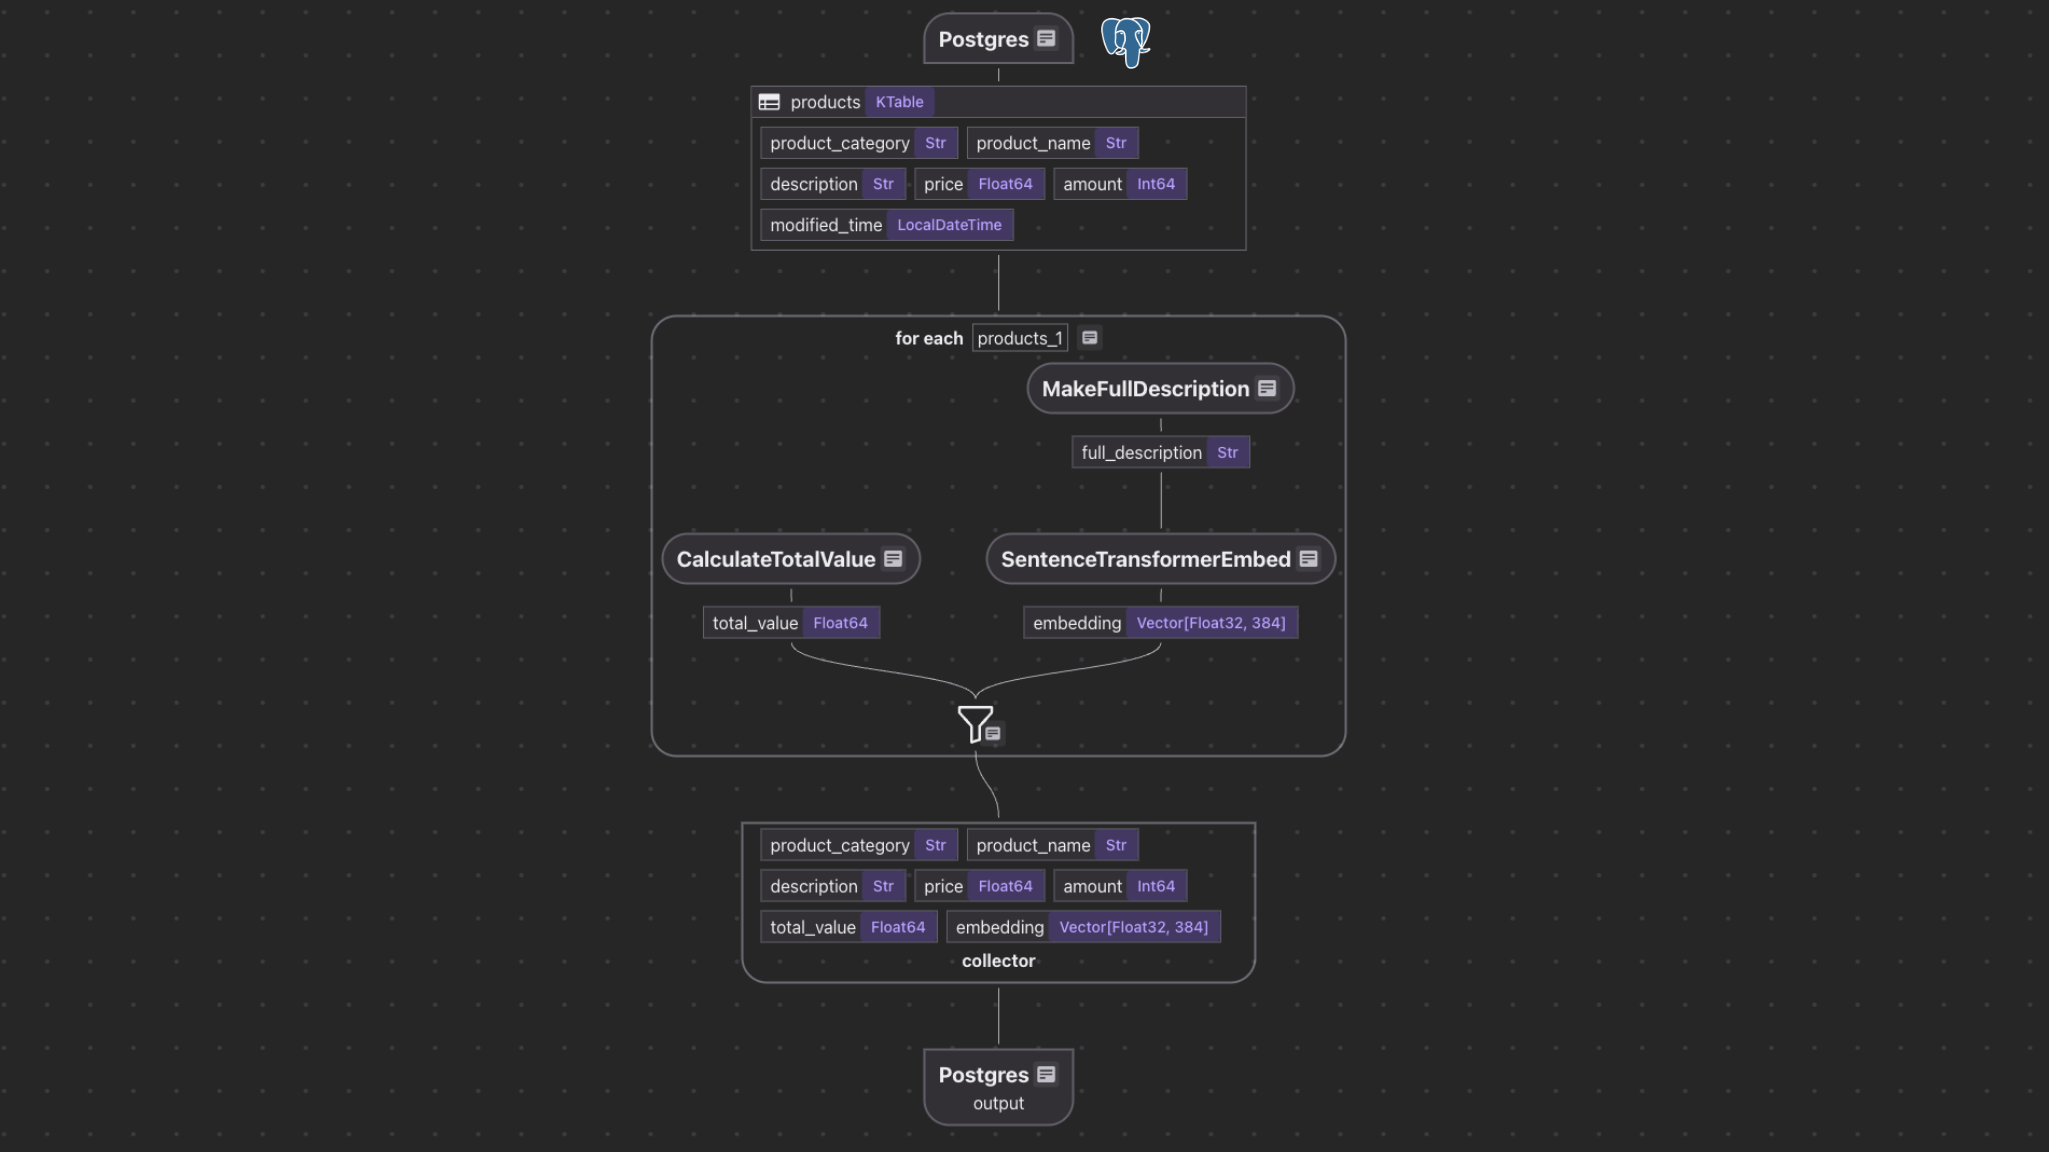 Postgres
products KTable
product_category Str product_name Str
description Str price Float64 amount Int64
modified_time LocalDateTime
for each products_1
MakeFullDescription
full_description Str
CalculateTotalValue SentenceTransformerEmbed
total_value Float64 embedding Vector[Float32, 384]
product_category Str product_name Str
description Str price Float64 amount Int64
total_value Float64 embedding Vector[Float32, 384]
collector
Postgres
output